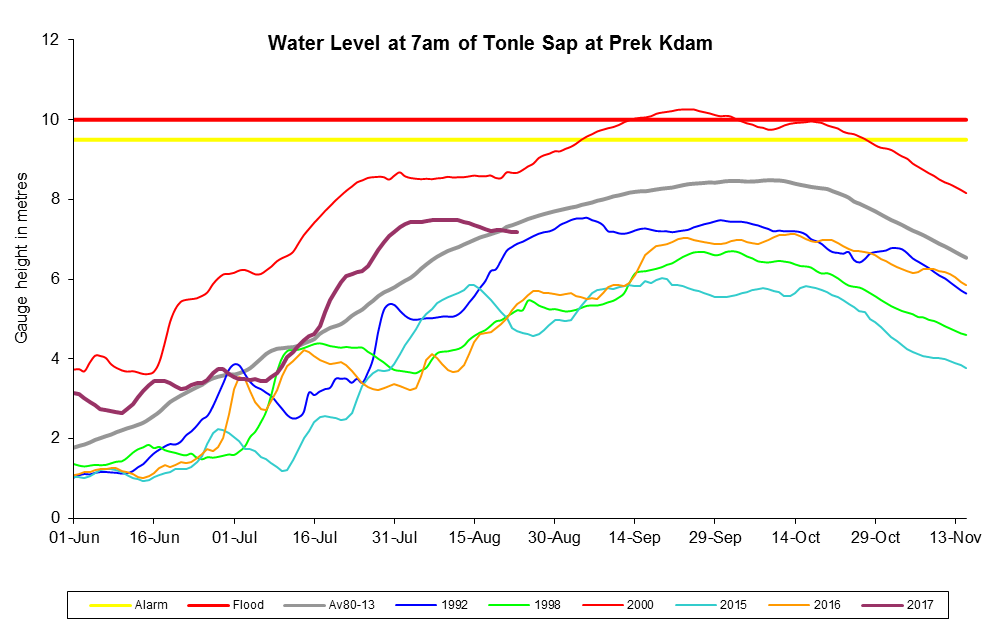 Water Level at 7am of Tonle Sap at Prek Kdam
Gauge height in metres
12
10
8
6
4
2
0
01-Jun 16-Jun 01-Jul 16-Jul 31-Jul 15-Aug 30-Aug 14-Sep 29-Sep 14-Oct 29-Oct 13-Nov
Alarm Flood Av80-13 1992 1998 2000 2015 2016 2017